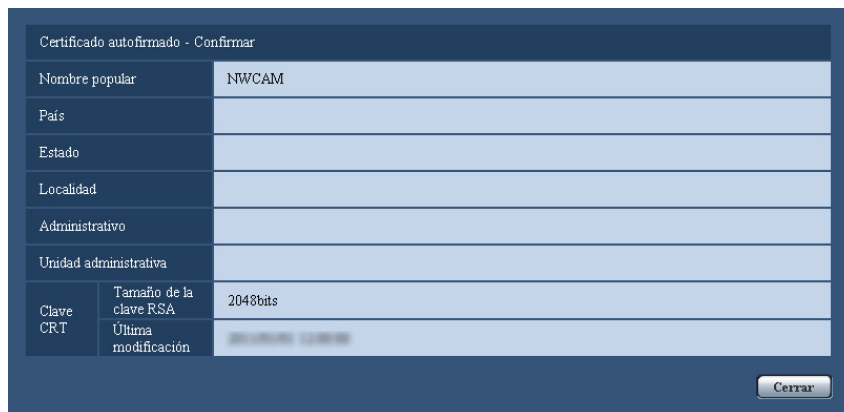 Certificado autofirmado - Confirmar
Nombre popular NWCAM
País
Estado
Localidad
Administrativo
Unidad administrativa
Clave
CRT
Tamaño de la
clave RSA
2048bits
Última
modificación
Cerrar